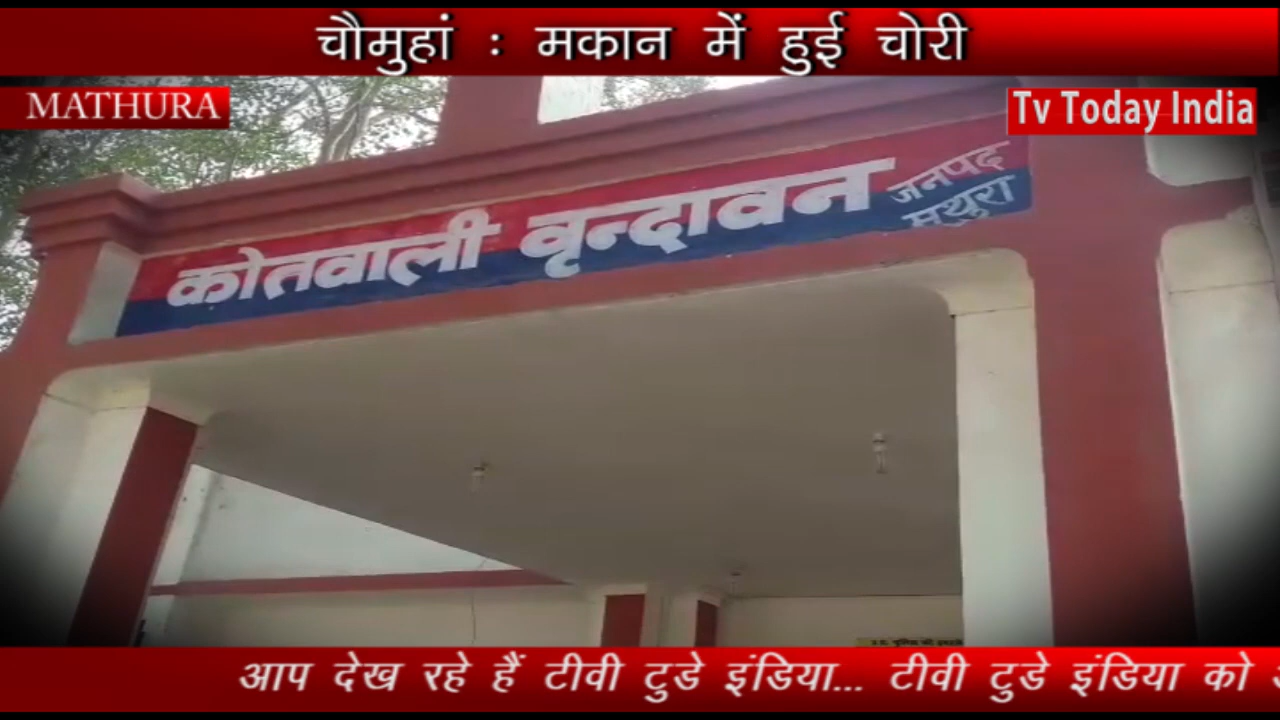 चौमुहां : मकान में हुई चोरी
MATHURA
Tv Today India
कोतवाली वृन्दावन जनपद
मथुरा
आप देख रहे हैं टीवी टुडे इंडिया... टीवी टुडे इंडिया को